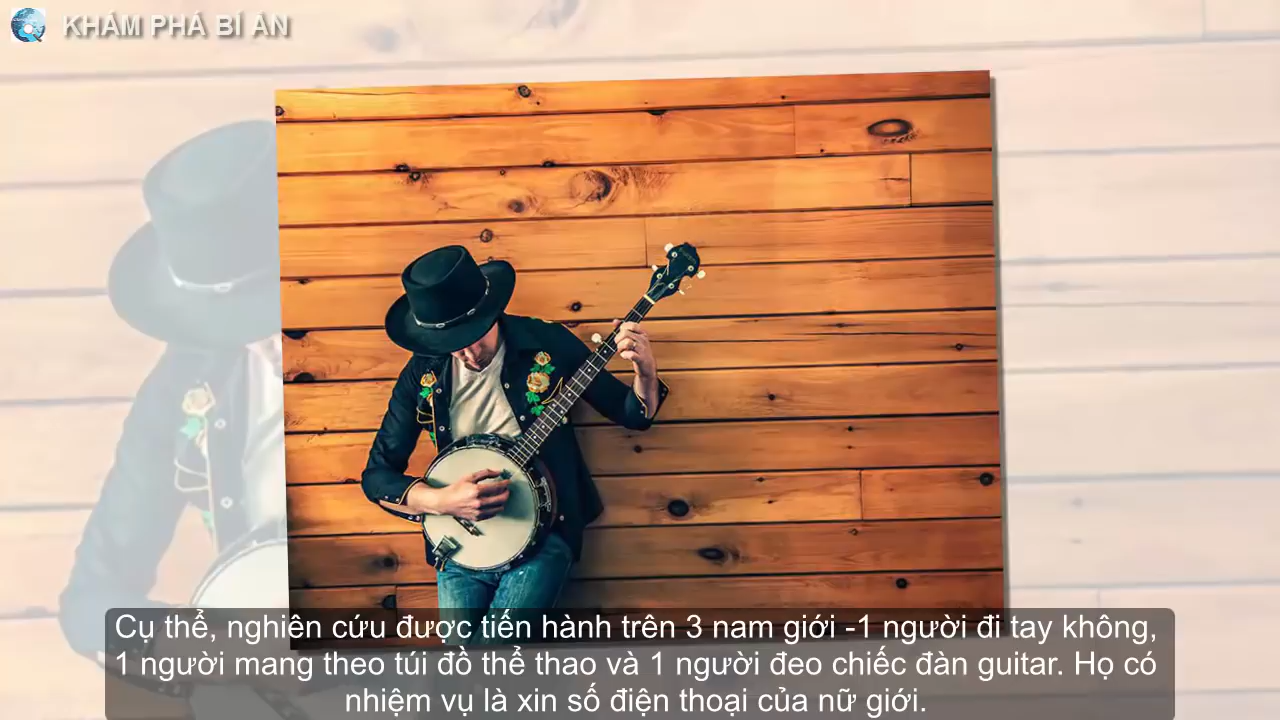 KHÁM PHÁ BÍ ẨN
Cụ thể, nghiên cứu được tiến hành trên 3 nam giới -1 người đi tay không,
1 người mang theo túi đồ thể thao và 1 người đeo chiếc đàn guitar. Họ có
nhiệm vụ là xin số điện thoại của nữ giới.